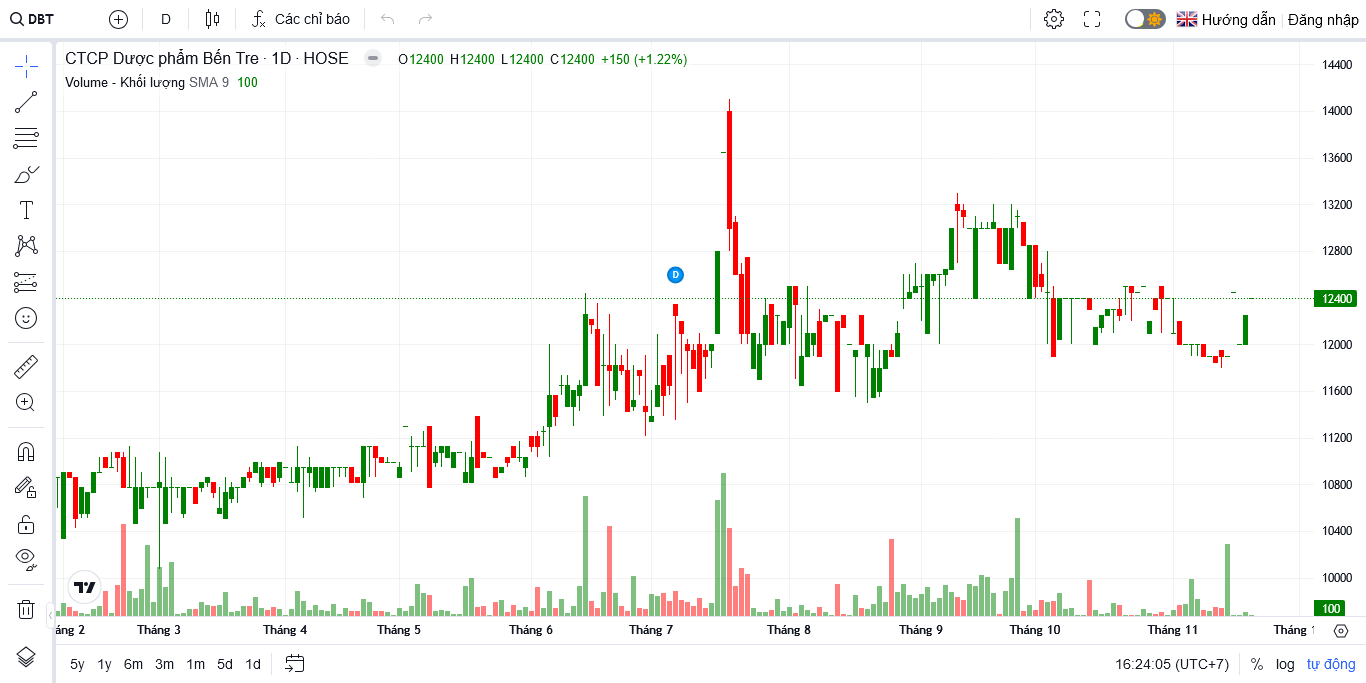 DBT D Các chỉ báo Hướng dẫn Đăng nhập
CTCP Dược phẩm Bến Tre · 1D · HOSE O12400 H12400 L12400 C12400 +150 (+1.22%)
Volume - Khối lượng SMA 9 100
D
14400
14000
13600
13200
12800
12400
12000
11600
11200
10800
10400
10000
100
áng 2 Tháng 3 Tháng 4 Tháng 5 Tháng 6 Tháng 7 Tháng 8 Tháng 9 Tháng 10 Tháng 11 Tháng 1
5y 1y 6m 3m 1m 5d 1d 16:24:05 (UTC+7) % log tự động